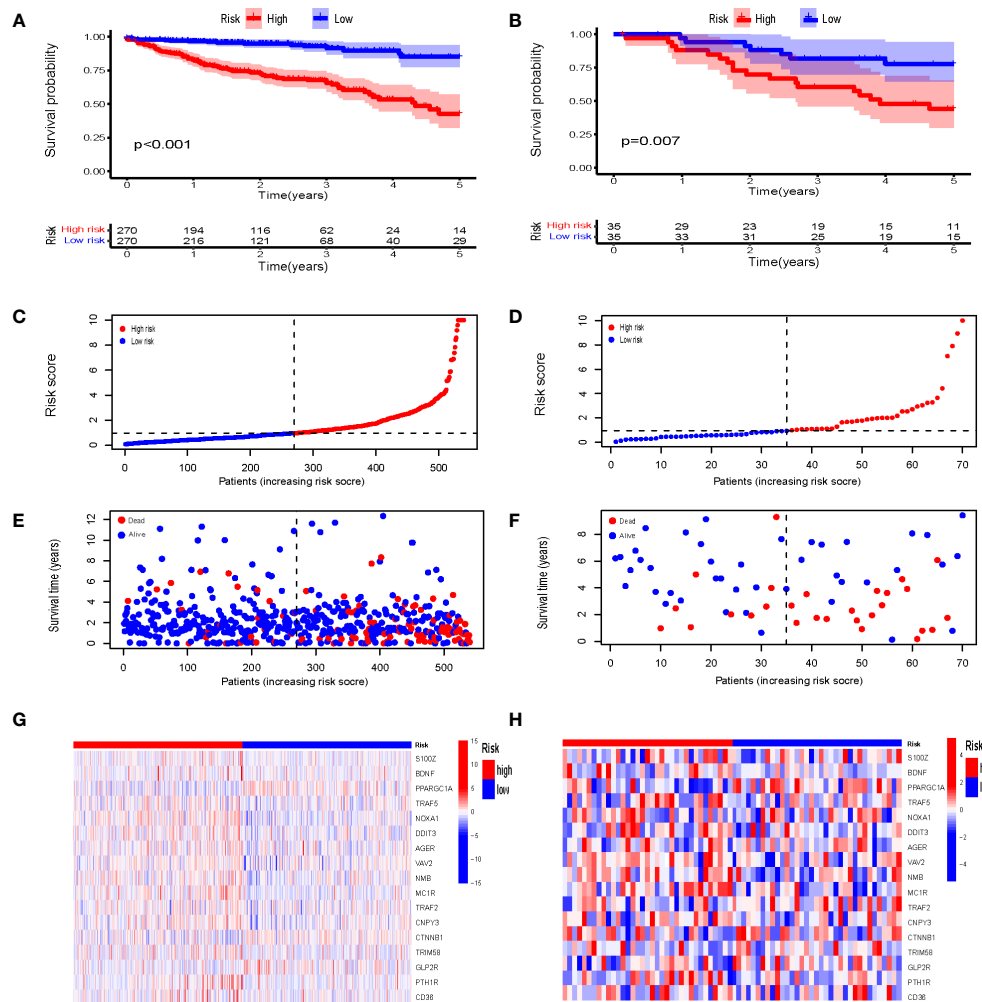 A
Risk High Low
Survival probability
1.00
0.75
0.50
0.25
0.00
p<0.001
0 1 2 3 4 5
Time(years)
Risk
High risk 270 194 116 62 24 14
Low risk 270 216 121 68 40 29
0 1 2 3 4 5
Time(years)
B
Risk High Low
Survival probability
1.00
0.75
0.50
0.25
0.00
p=0.007
0 1 2 3 4 5
Time(years)
Risk
High risk 35 29 23 19 15 11
Low risk 35 33 31 25 19 15
0 1 2 3 4 5
Time(years)
C
Risk score
10
8
6
4
2
0
High risk
Low risk
0 100 200 300 400 500
Patients (increasing risk score)
D
Risk score
10
8
6
4
2
0
High risk
Low risk
0 10 20 30 40 50 60 70
Patients (increasing risk score)
E
Survival time (years)
12
10
8
6
4
2
0
Dead
Alive
0 100 200 300 400 500
Patients (increasing risk socre)
F
Survival time (years)
8
6
4
2
0
Dead
Alive
0 10 20 30 40 50 60 70
Patients (increasing risk score)
G
Risk
S100Z
BDNF
PPARGC1A
TRAF5
NOXA1
DDIT3
AGER
VAV2
NMB
MC1R
TRAF2
CNPY3
CTNNB1
TRIM58
GLP2R
PTH1R
CD36
15
10
5
0
−5
−10
−15
Risk
high
low
H
Risk
S100Z
BDNF
PPARGC1A
TRAF5
NOXA1
DDIT3
AGER
VAV2
NMB
MC1R
TRAF2
CNPY3
CTNNB1
TRIM58
GLP2R
PTH1R
CD36
4
2
0
−2
−4
Risk